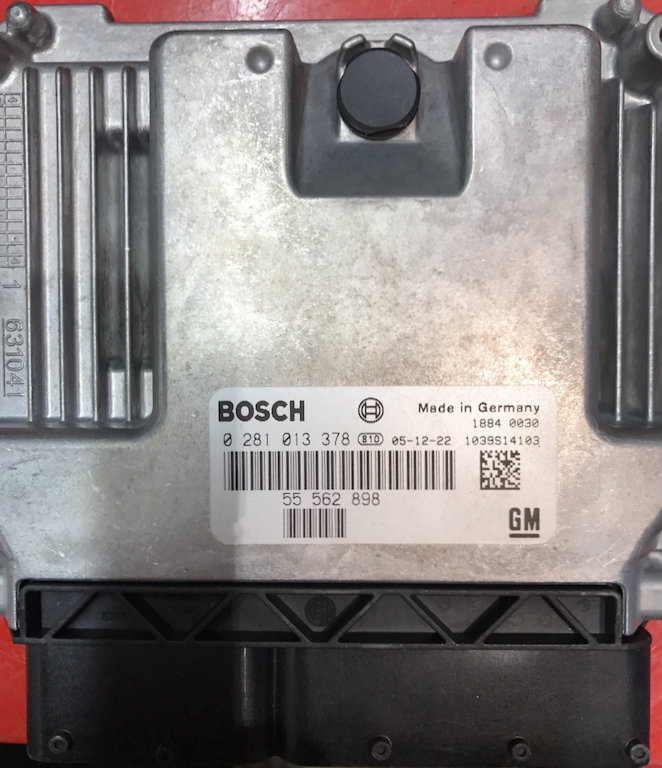 1 631041
BOSCH Made in Germany
1884 0030
0 281 013 378 B10 05-12-22 1039S14103
55 562 898
GM